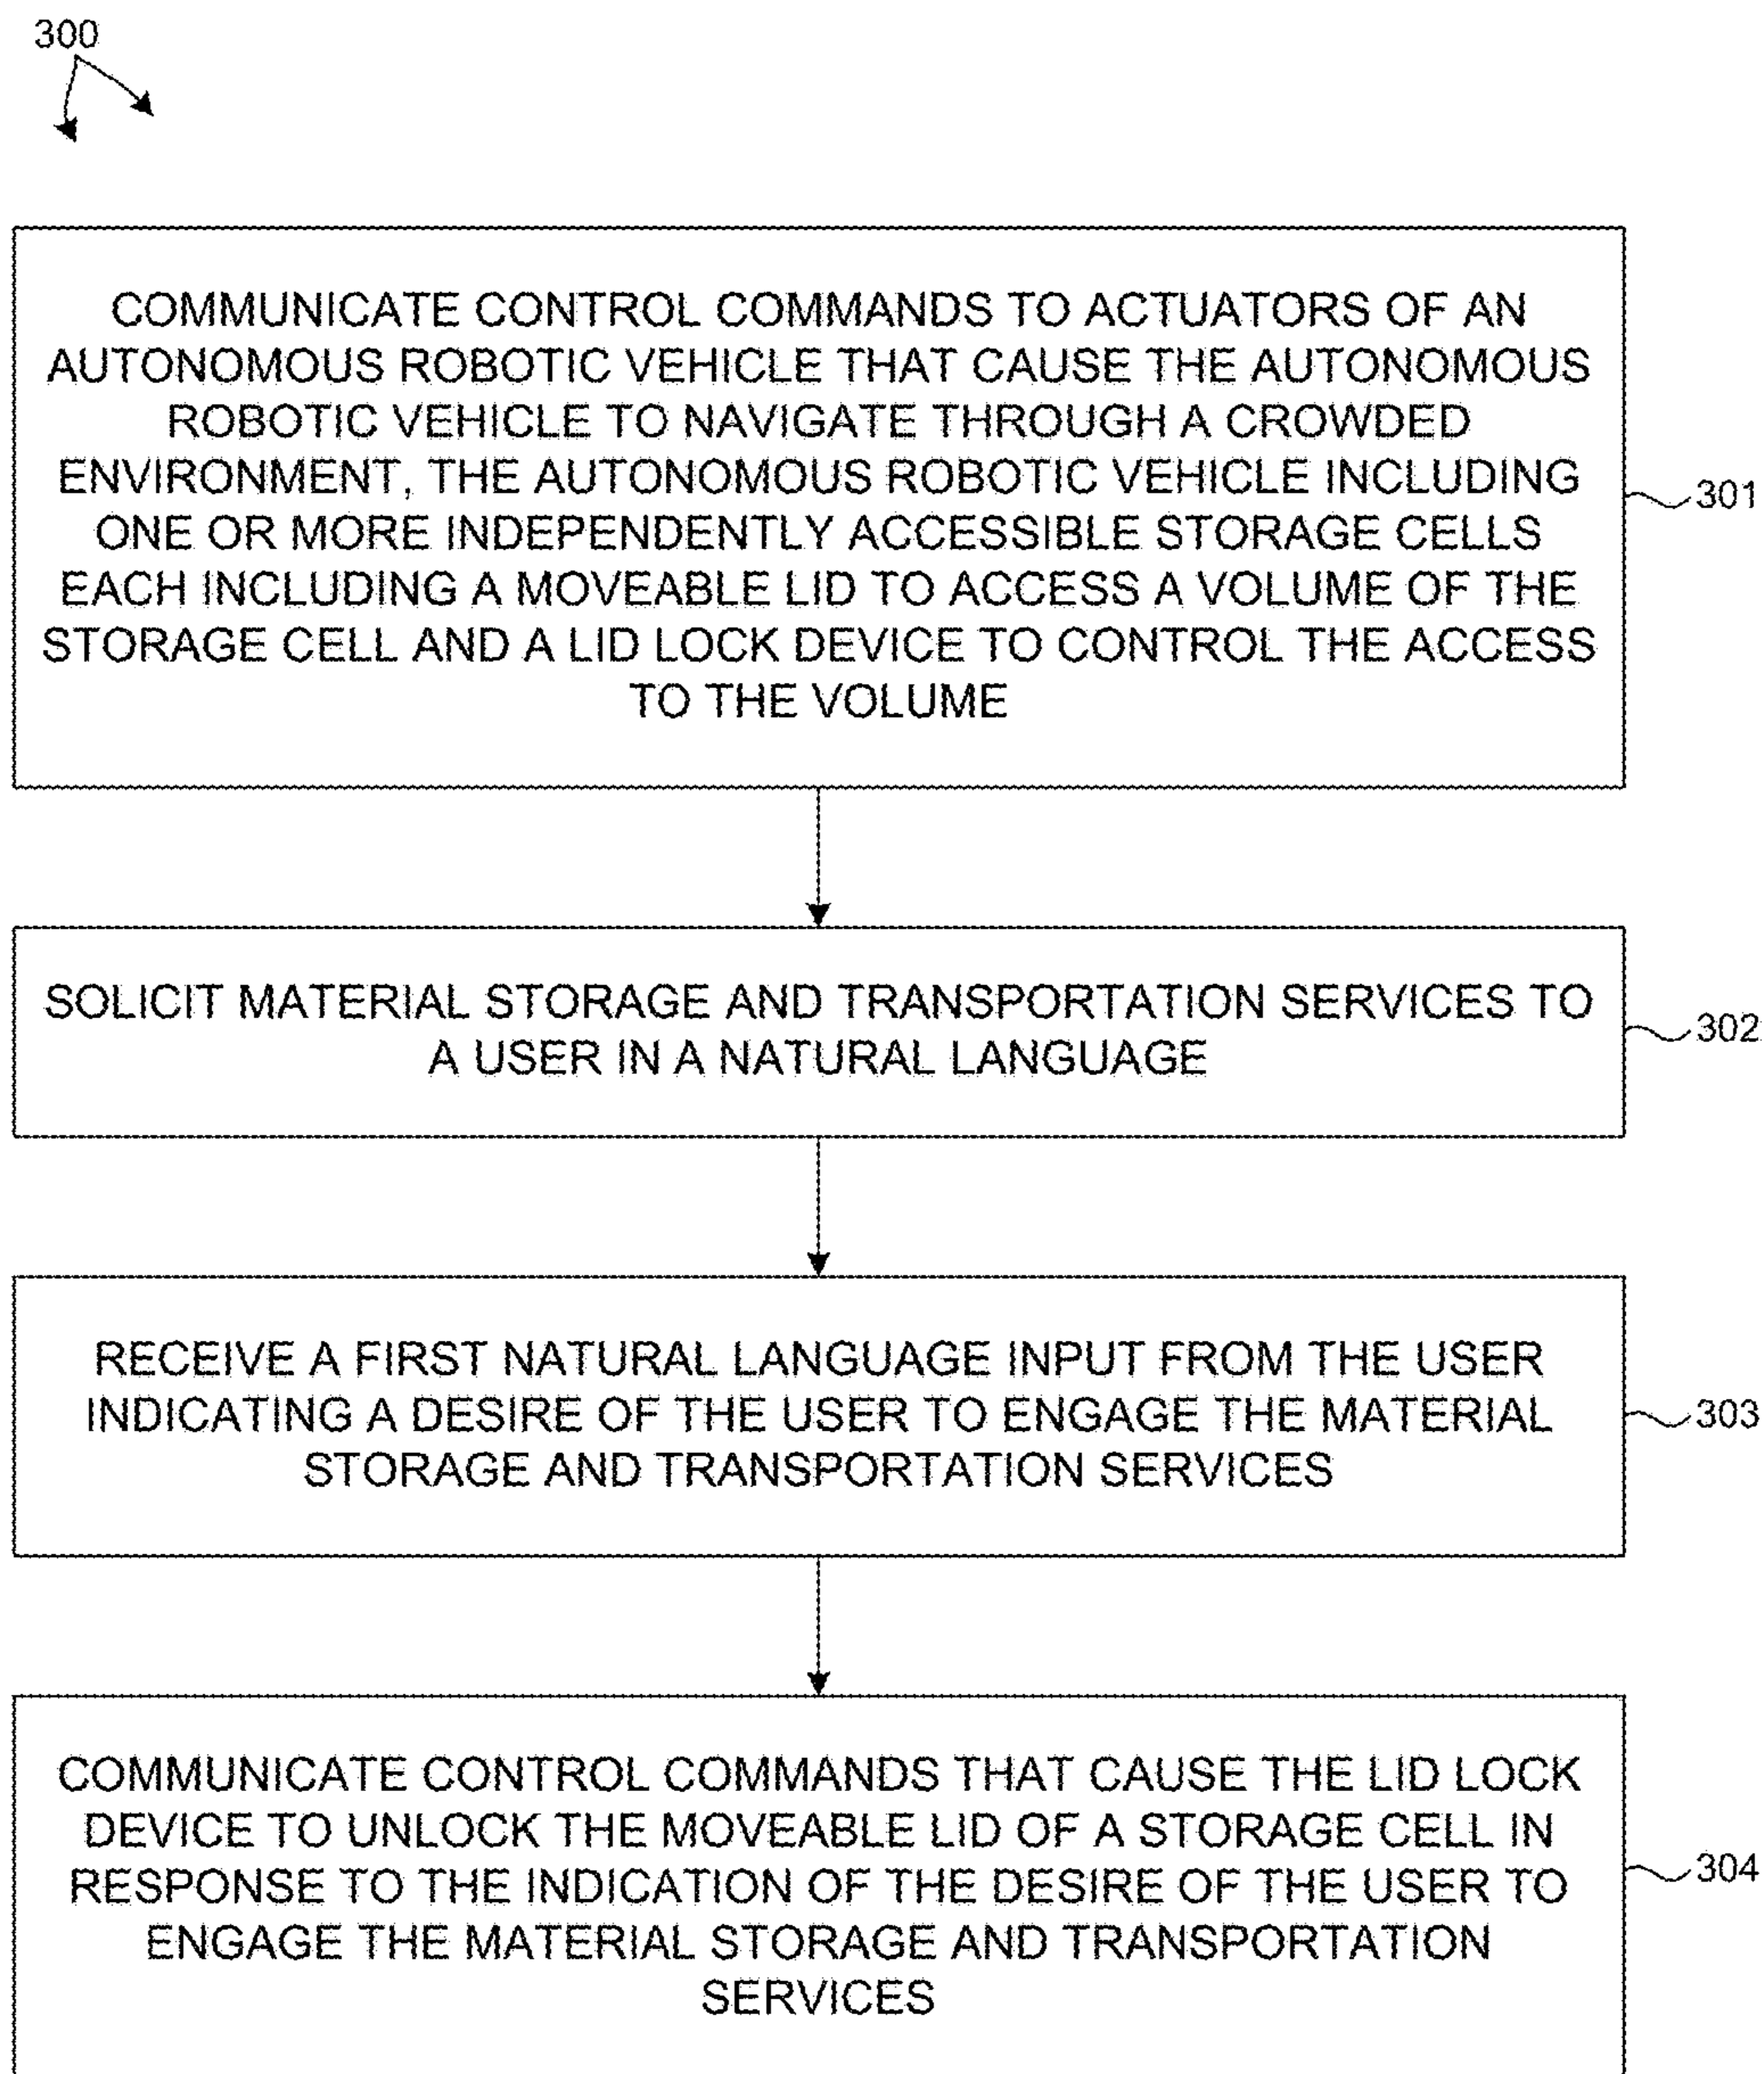 300
COMMUNICATE CONTROL COMMANDS TO ACTUATORS OF AN
AUTONOMOUS ROBOTIC VEHICLE THAT CAUSE THE AUTONOMOUS
ROBOTIC VEHICLE TO NAVIGATE THROUGH A CROWDED
ENVIRONMENT, THE AUTONOMOUS ROBOTIC VEHICLE INCLUDING
ONE OR MORE INDEPENDENTLY ACCESSIBLE STORAGE CELLS
EACH INCLUDING A MOVEABLE LID TO ACCESS A VOLUME OF THE
STORAGE CELL AND A LID LOCK DEVICE TO CONTROL THE ACCESS
TO THE VOLUME
301
SOLICIT MATERIAL STORAGE AND TRANSPORTATION SERVICES TO
A USER IN A NATURAL LANGUAGE
302
RECEIVE A FIRST NATURAL LANGUAGE INPUT FROM THE USER
INDICATING A DESIRE OF THE USER TO ENGAGE THE MATERIAL
STORAGE AND TRANSPORTATION SERVICES
303
COMMUNICATE CONTROL COMMANDS THAT CAUSE THE LID LOCK
DEVICE TO UNLOCK THE MOVEABLE LID OF A STORAGE CELL IN
RESPONSE TO THE INDICATION OF THE DESIRE OF THE USER TO
ENGAGE THE MATERIAL STORAGE AND TRANSPORTATION
SERVICES
304